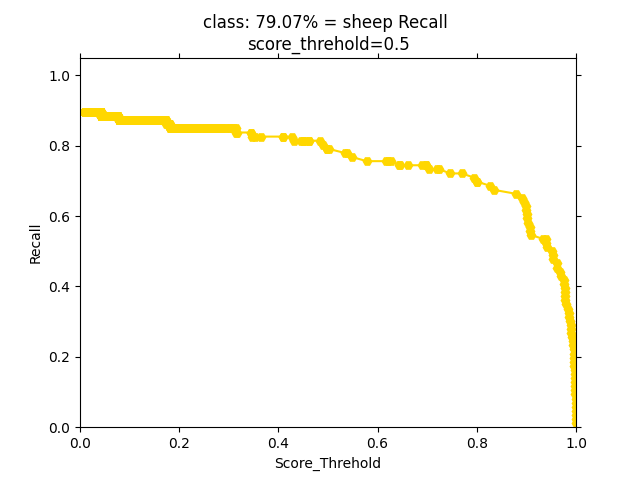 class: 79.07% = sheep Recall
score_threhold=0.5
1.0
0.8
0.6
0.4
0.2
0.0
Recall
0.0 0.2 0.4 0.6 0.8 1.0
Score_Threhold